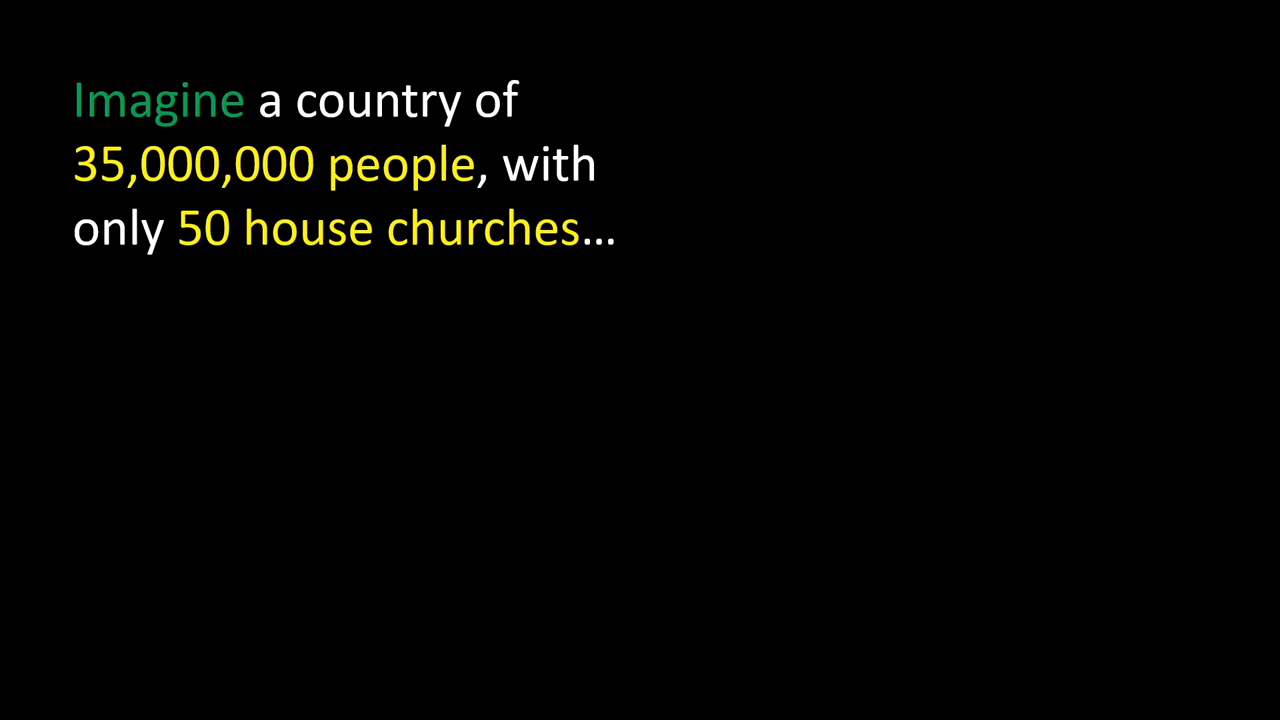 Imagine a country of
35,000,000 people, with
only 50 house churches…